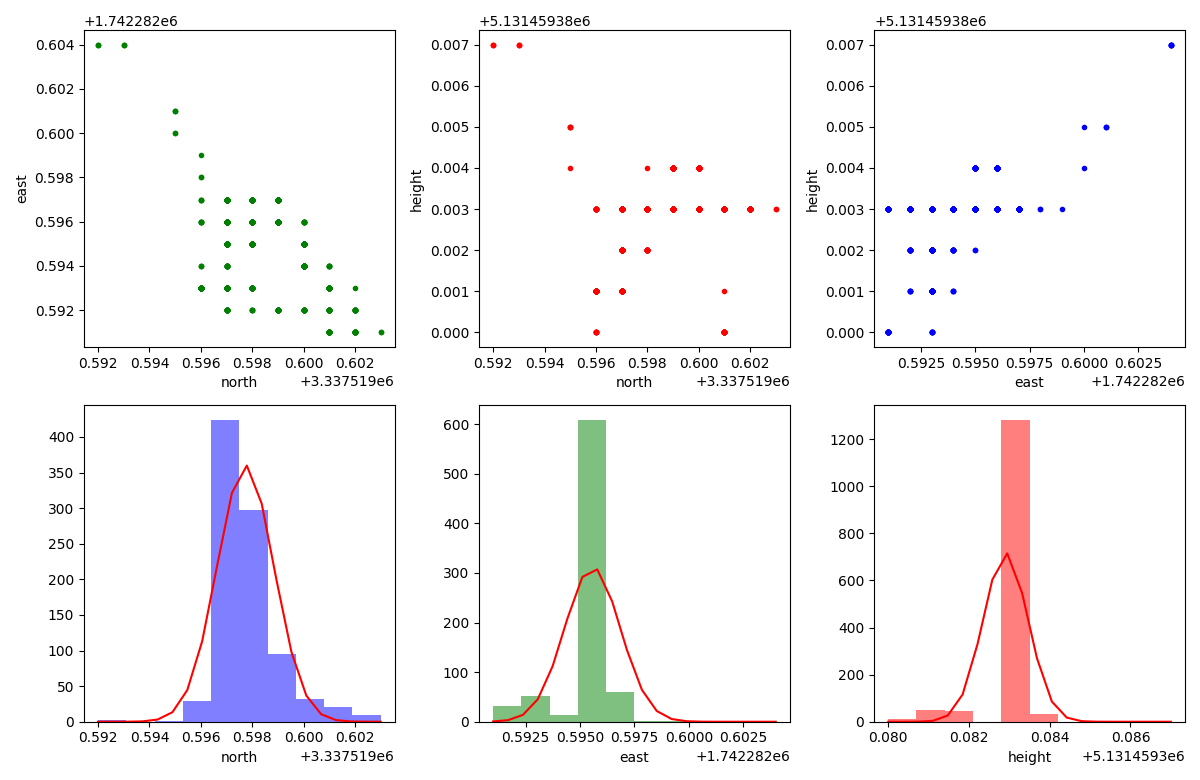 +1.742282e6
0.604
0.602
0.600
0.598
0.596
0.594
0.592
east
0.592 0.594 0.596 0.598 0.600 0.602
north
+3.337519e6
+5.13145938e6
0.007
0.006
0.005
0.004
0.003
0.002
0.001
0.000
height
0.592 0.594 0.596 0.598 0.600 0.602
north
+3.337519e6
+5.13145938e6
0.007
0.006
0.005
0.004
0.003
0.002
0.001
0.000
height
0.5925 0.5950 0.5975 0.6000 0.6025
east
+1.742282e6
400
350
300
250
200
150
100
50
0
0.592 0.594 0.596 0.598 0.600 0.602
north
+3.337519e6
600
500
400
300
200
100
0
0.5925 0.5950 0.5975 0.6000 0.6025
east
+1.742282e6
1200
1000
800
600
400
200
0
0.080 0.082 0.084 0.086
height
+5.1314593e6